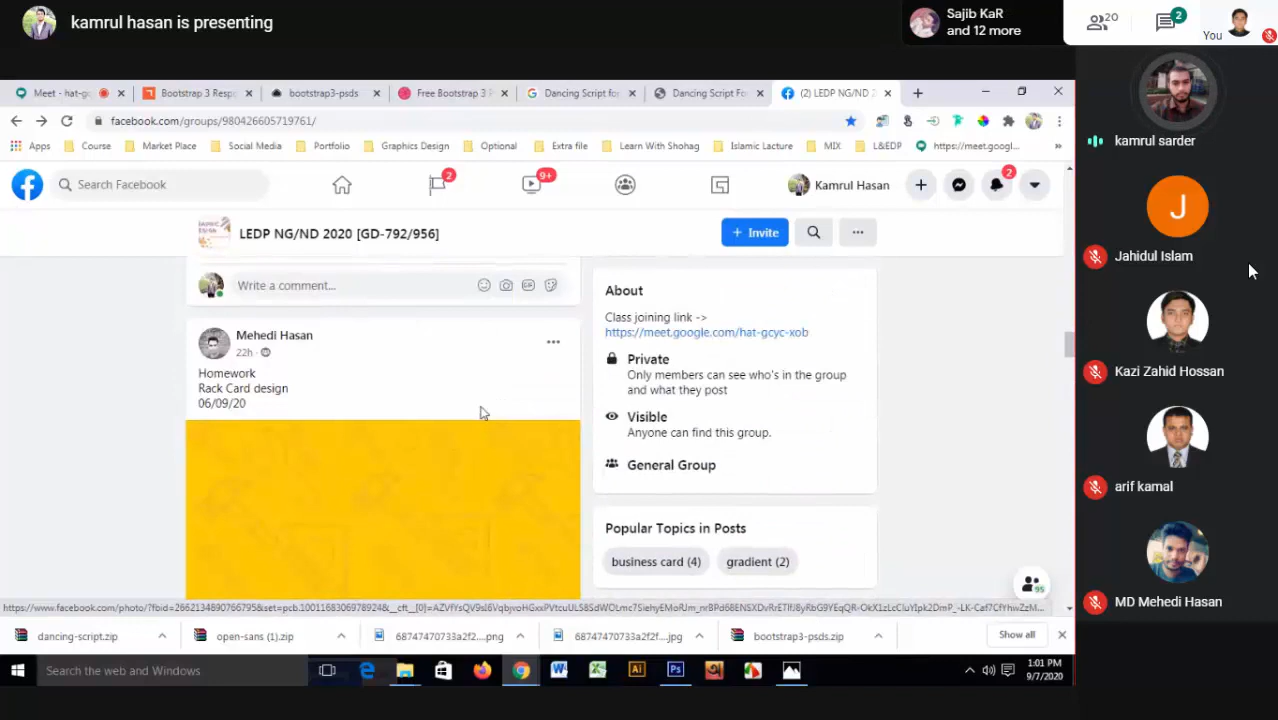 kamrul hasan is presenting
Sajib KaR
and 12 more
20
2
You
Meet - hat-gc
Bootstrap 3 Resp
bootstrap3-psds
Free Bootstrap 3 P
Dancing Script for
Dancing Script Fo
(2) LEDP NG/ND 2
facebook.com/groups/980426605719761/
Apps
Course
Market Place
Social Media
Portfolio
Graphics Design
Optional
Extra file
Learn With Shohag
Islamic Lacture
MIX
L&EDP
https://meet.googl...
Search Facebook
2
9+
Kamrul Hasan
2
LEDP NG/ND 2020 [GD-792/956]
+ Invite
Write a comment...
Mehedi Hasan
22h
Homework
Rack Card design
06/09/20
About
Class joining link ->
https://meet.google.com/hat-gcyc-xob
Private
Only members can see who's in the group
and what they post
Visible
Anyone can find this group.
General Group
Popular Topics in Posts
business card (4)
gradient (2)
95
dancing-script.zip
open-sans (1).zip
68747470733a2f2....png
68747470733a2f2f....jpg
bootstrap3-psds.zip
Show all
Search the web and Windows
1:01 PM
9/7/2020
kamrul sarder
J
Jahidul Islam
Kazi Zahid Hossan
arif kamal
MD Mehedi Hasan